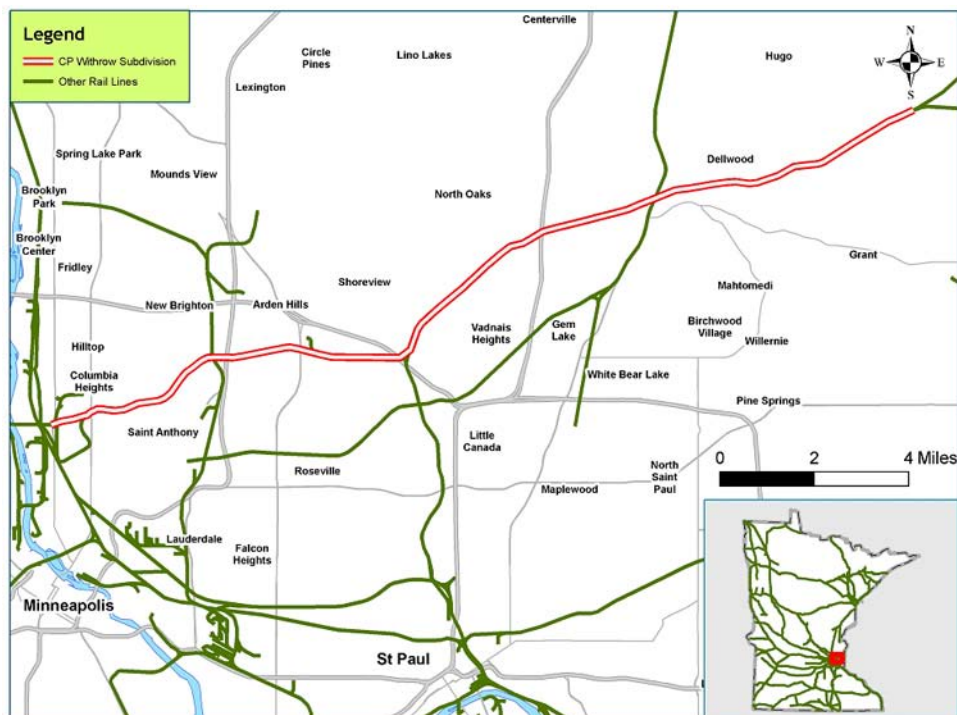 Legend
CP Withrow Subdivision
Other Rail Lines
Centerville
Circle
Pines
Lino Lakes
Hugo
N
W
E
S
Lexington
Spring Lake Park
Mounds View
Dellwood
Brooklyn
Park
North Oaks
Brooklyn
Center
Fridley
Grant
Shoreview
Mahtomedi
New Brighton
Arden Hills
Birchwood
Village
Vadnais
Heights
Gem
Lake
Willernie
Hilltop
Columbia
Heights
White Bear Lake
Pine Springs
Saint Anthony
Little
Canada
0
2
4 Miles
Roseville
North
Saint
Paul
Maplewood
Lauderdale
Falcon
Heights
Minneapolis
St Paul